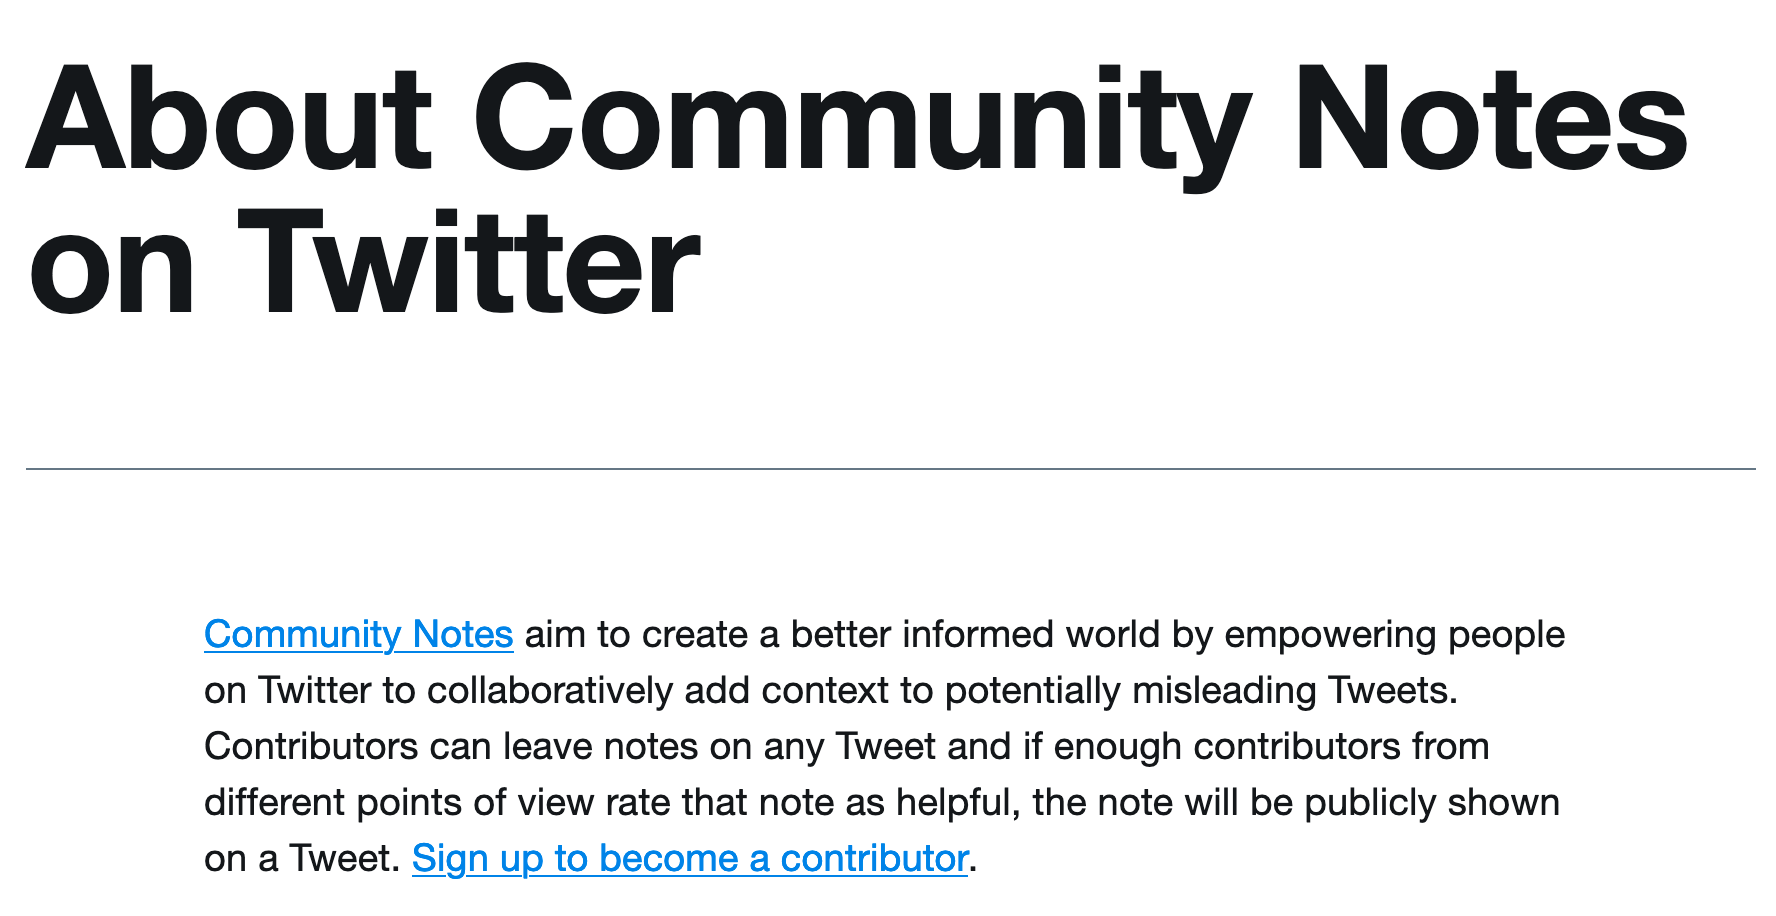 About Community Notes
on Twitter
Community Notes aim to create a better informed world by empowering people
on Twitter to collaboratively add context to potentially misleading Tweets.
Contributors can leave notes on any Tweet and if enough contributors from
different points of view rate that note as helpful, the note will be publicly shown
on a Tweet. Sign up to become a contributor.